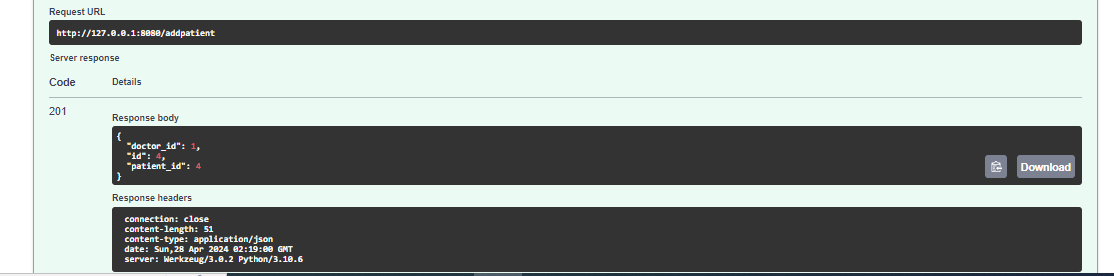 Request URL
http://127.0.0.1:8080/addpatient
Server response
Code Details
201
Response body
{
"doctor_id": 1,
"id": 4,
"patient_id": 4
}
Download
Response headers
connection: close
content-length: 51
content-type: application/json
date: Sun,28 Apr 2024 02:19:00 GMT
server: Werkzeug/3.0.2 Python/3.10.6